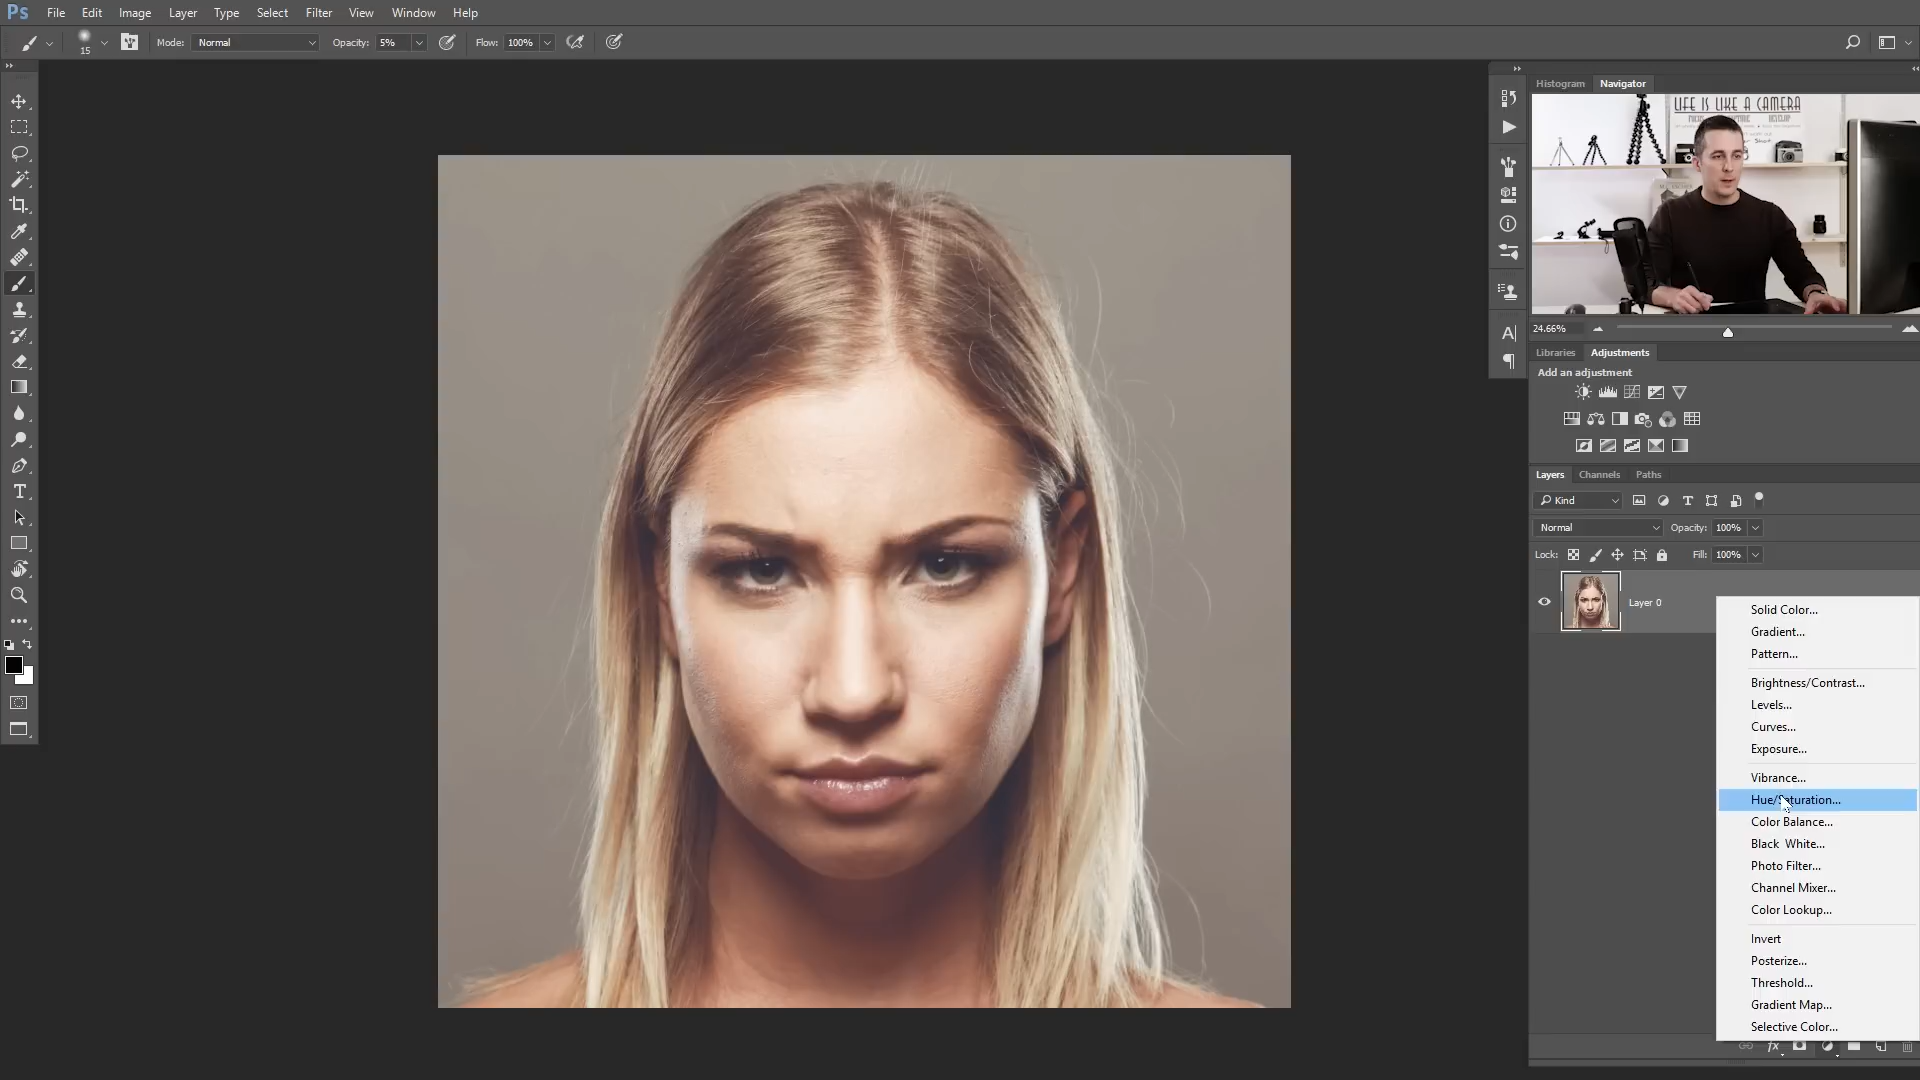 Ps File Edit Image Layer Type Select Filter View Window Help
15 Mode: Normal Opacity: 5% Flow: 100%
Histogram Navigator
LIFE IS LIKE A CAMERA
24.66%
Libraries Adjustments
Add an adjustment
Layers Channels Paths
Kind
Normal Opacity: 100%
Lock: Fill: 100%
Layer 0
Solid Color...
Gradient...
Pattern...
Brightness/Contrast...
Levels...
Curves...
Exposure...
Vibrance...
Hue/Saturation...
Color Balance...
Black White...
Photo Filter...
Channel Mixer...
Color Lookup...
Invert
Posterize...
Threshold...
Gradient Map...
Selective Color...
fx